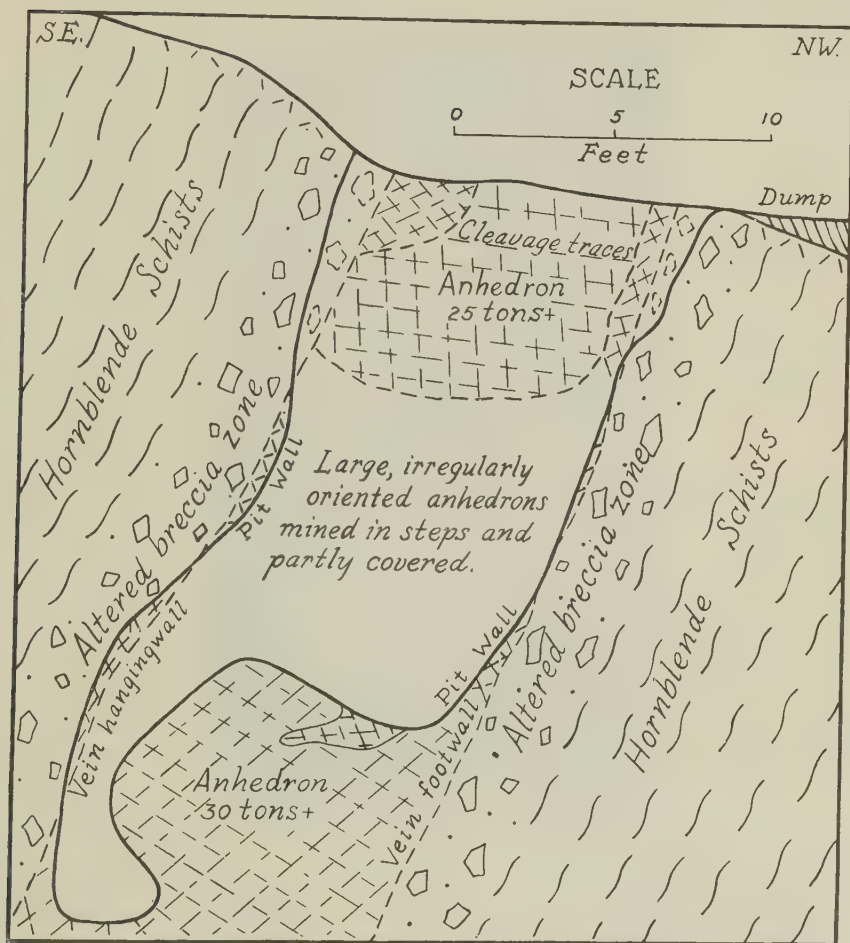 SE.
NW.
SCALE
0 5 10
Feet
Dump
Cleavage traces
Anhedron
25 tons+
Hornblende Schists
Altered breccia zone
Pit Wall
Large, irregularly
oriented anhedrons
mined in steps and
partly covered.
Vein hangingwall
Pit Wall
Altered breccia zone
Hornblende Schists
Vein footwall
Anhedron
30 tons+